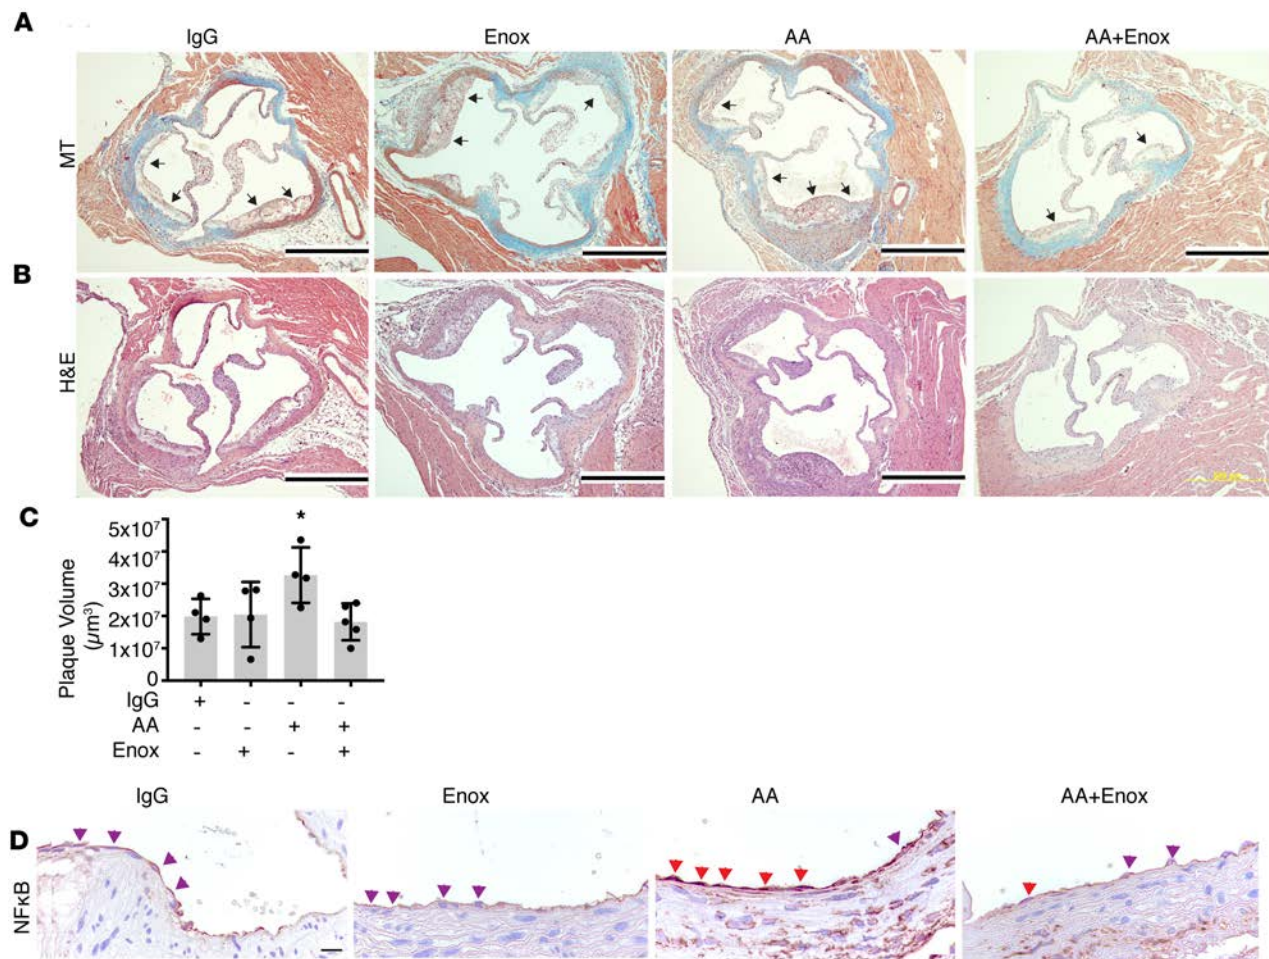 A
IgG Enox AA AA+Enox
MT
B
H&E
C
5x10⁷
4x10⁷
3x10⁷
2x10⁷
1x10⁷
0
Plaque Volume
(µm³)
*
IgG + - - -
AA - - + +
Enox - + - +
IgG Enox AA AA+Enox
D
NFκB